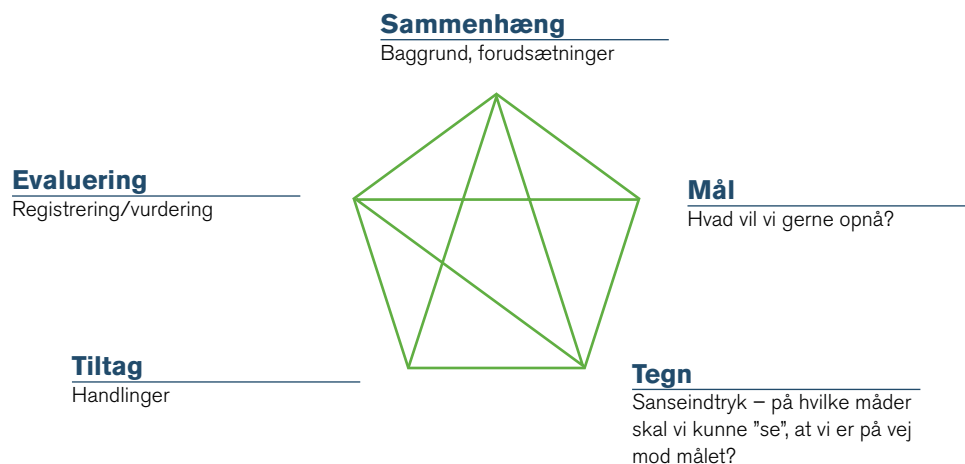 Sammenhæng
Baggrund, forudsætninger
Evaluering
Registrering/vurdering
Mål
Hvad vil vi gerne opnå?
Tiltag
Handlinger
Tegn
Sanseindtryk – på hvilke måder
skal vi kunne ”se”, at vi er på vej
mod målet?